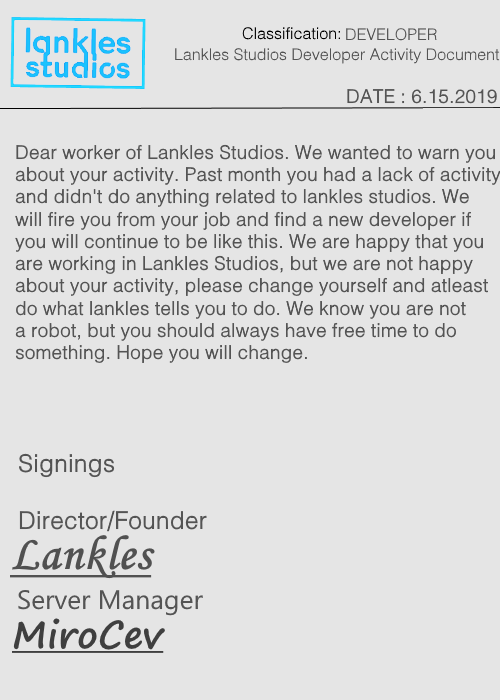 lankles
studios
Classification: DEVELOPER
Lankles Studios Developer Activity Document
DATE : 6.15.2019
Dear worker of Lankles Studios. We wanted to warn you
about your activity. Past month you had a lack of activity
and didn't do anything related to lankles studios. We
will fire you from your job and find a new developer if
you will continue to be like this. We are happy that you
are working in Lankles Studios, but we are not happy
about your activity, please change yourself and atleast
do what lankles tells you to do. We know you are not
a robot, but you should always have free time to do
something. Hope you will change.
Signings
Director/Founder
Lankles
Server Manager
MiroCev